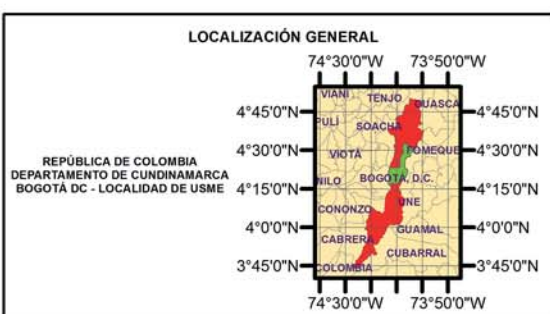 LOCALIZACIÓN GENERAL
74°30'0"W 73°50'0"W
VIANI TENJO GUASCA
4°45'0"N 4°45'0"N
PULÍ SOACHA
4°30'0"N VIOTÁ FOMEQUE 4°30'0"N
REPÚBLICA DE COLOMBIA
DEPARTAMENTO DE CUNDINAMARCA
BOGOTÁ DC - LOCALIDAD DE USME
NILO BOGOTÁ, D.C.
4°15'0"N 4°15'0"N
CONONZO UNE
4°0'0"N GUAMAL 4°0'0"N
CABRERA CUBARRAL
3°45'0"N COLOMBIA 3°45'0"N
74°30'0"W 73°50'0"W